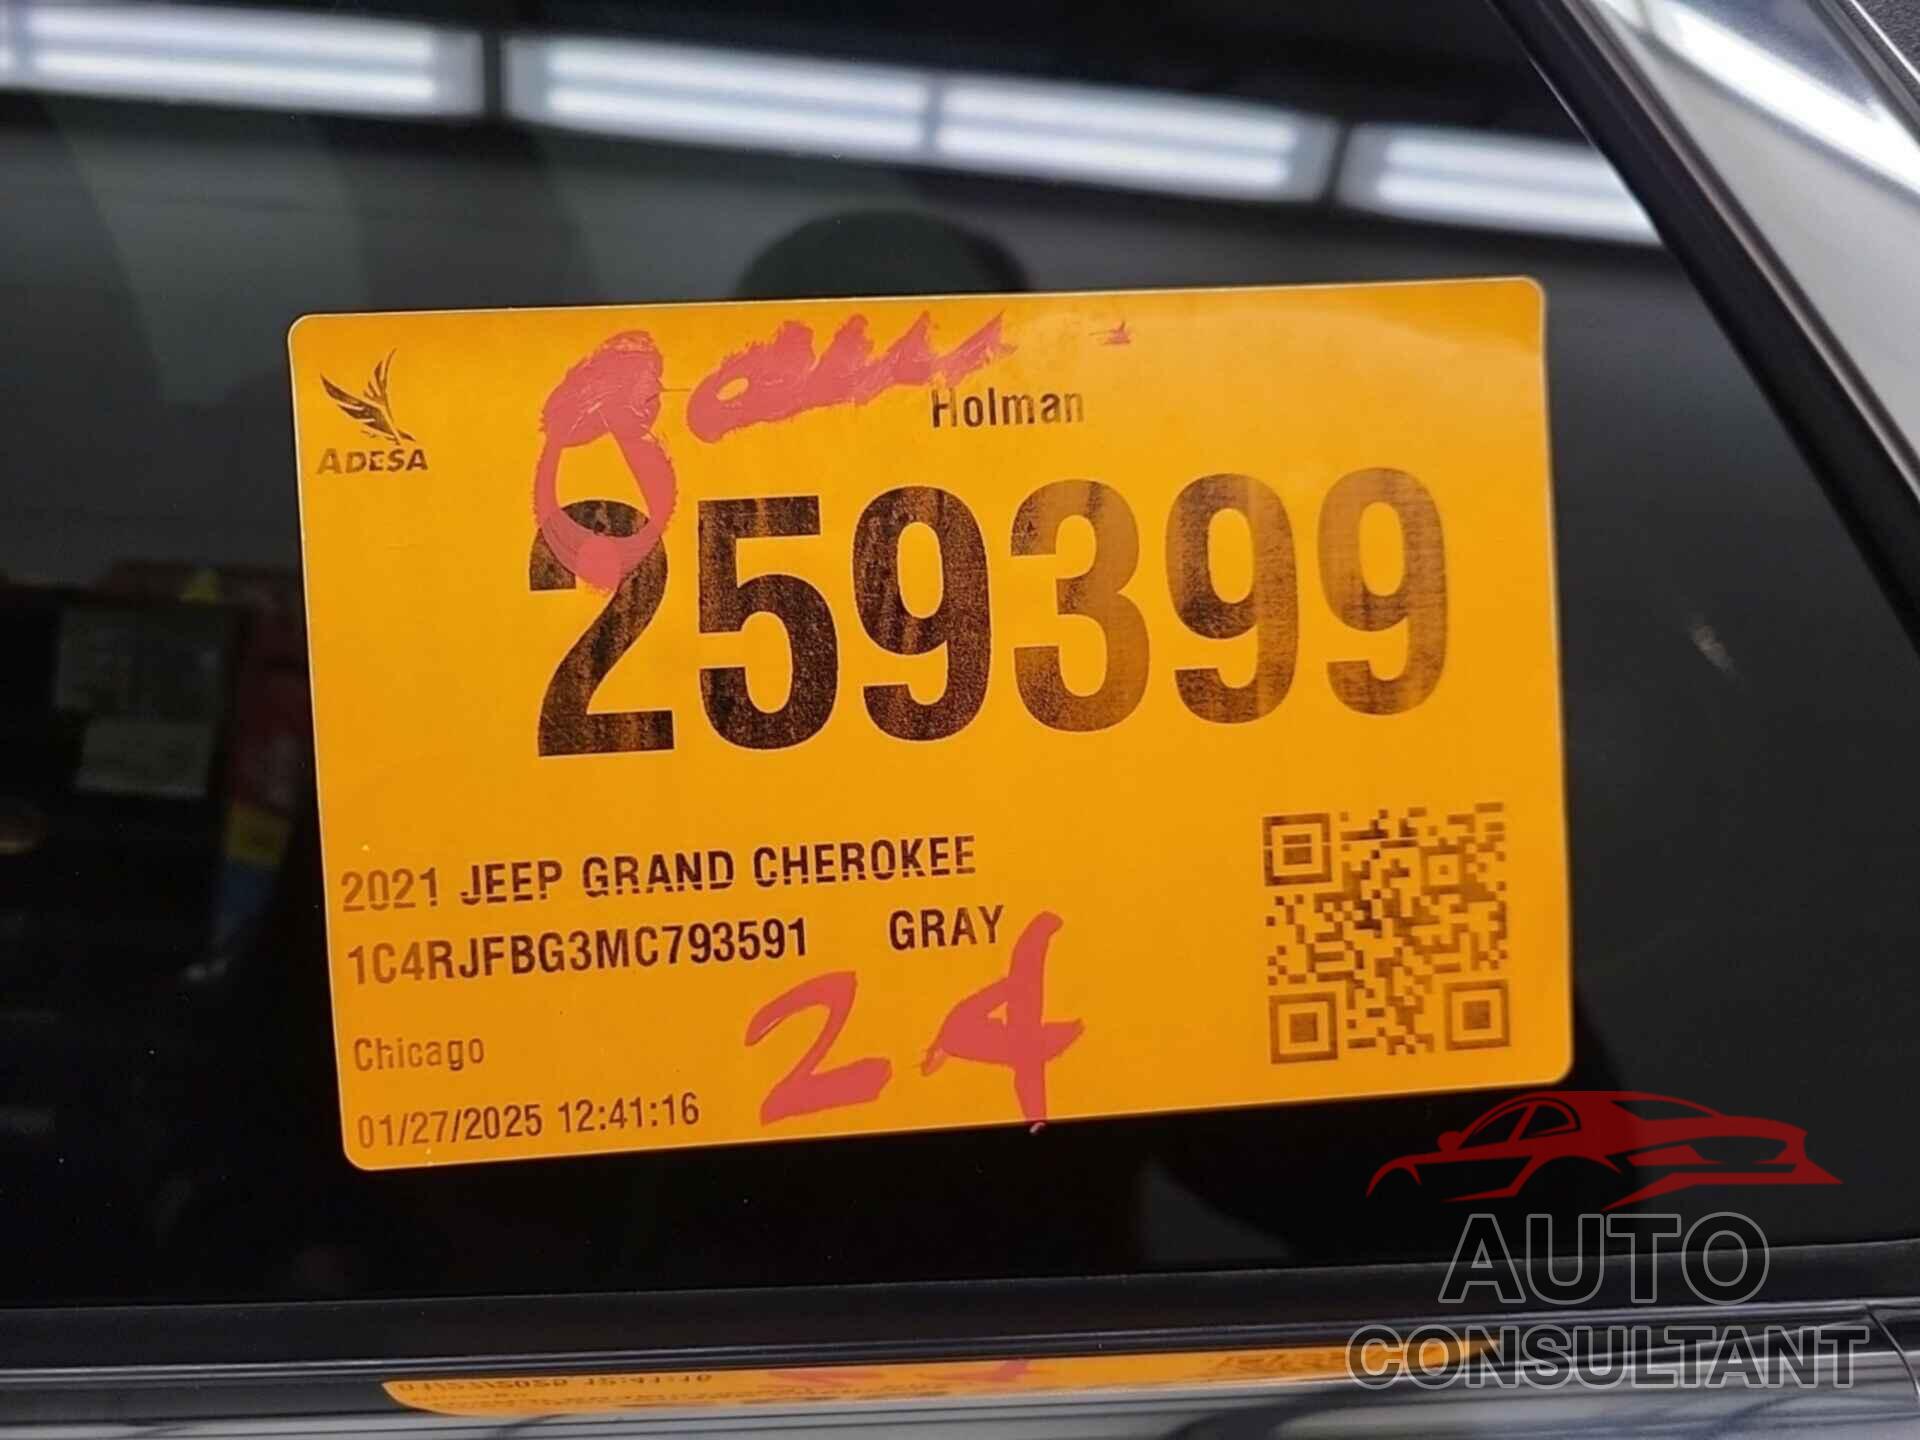 ADESA
Holman
259399
2021 JEEP GRAND CHEROKEE
1C4RJFBG3MC793591 GRAY
24
Chicago
01/27/2025 12:41:16
AUTO
CONSULTANT